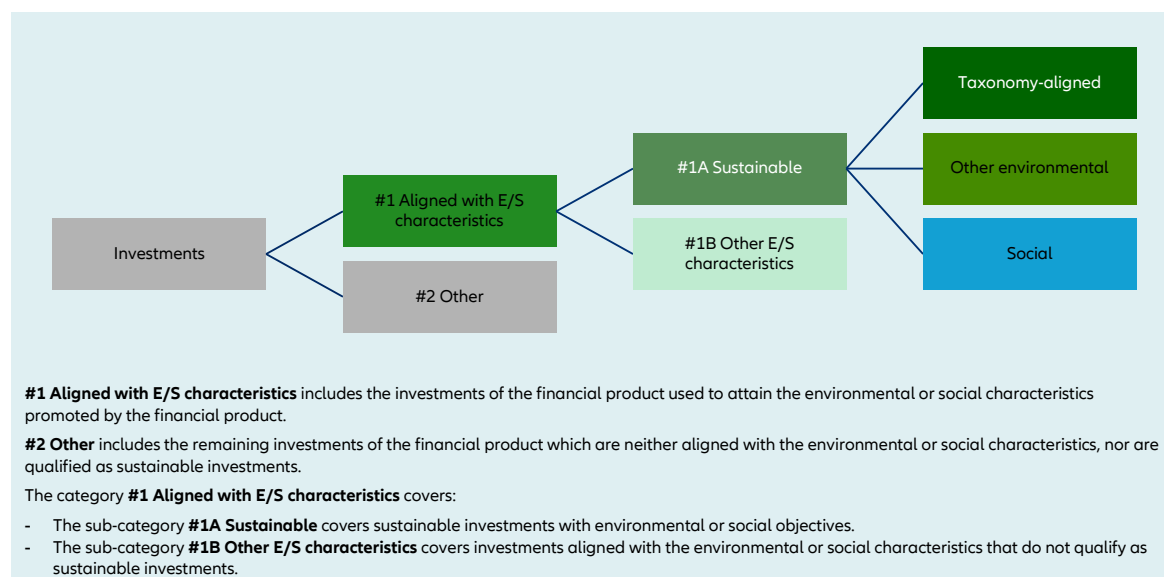 Taxonomy-aligned
#1A Sustainable
Other environmental
#1 Aligned with E/S
characteristics
Investments
#1B Other E/S
characteristics
Social
#2 Other
#1 Aligned with E/S characteristics includes the investments of the financial product used to attain the environmental or social characteristics
promoted by the financial product.
#2 Other includes the remaining investments of the financial product which are neither aligned with the environmental or social characteristics, nor are
qualified as sustainable investments.
The category #1 Aligned with E/S characteristics covers:
- The sub-category #1A Sustainable covers sustainable investments with environmental or social objectives.
- The sub-category #1B Other E/S characteristics covers investments aligned with the environmental or social characteristics that do not qualify as
sustainable investments.